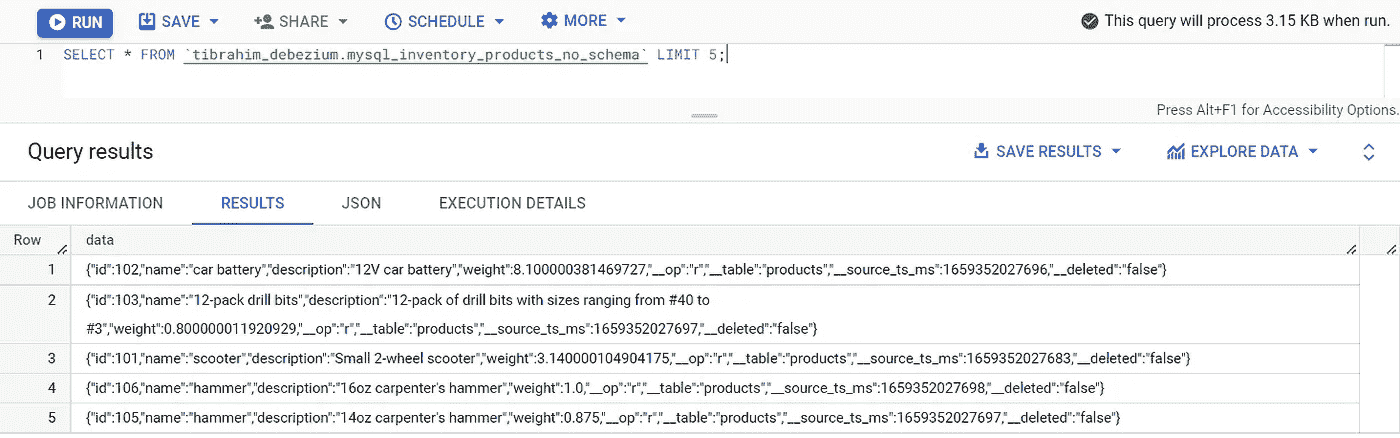 RUN SAVE SHARE SCHEDULE MORE This query will process 3.15 KB when run.
1 SELECT * FROM `tibrahim_debezium.mysql_inventory_products_no_schema` LIMIT 5;
Press Alt+F1 for Accessibility Options.
Query results SAVE RESULTS EXPLORE DATA
JOB INFORMATION RESULTS JSON EXECUTION DETAILS
Row data
1 {"id":102,"name":"car battery","description":"12V car battery","weight":8.100000381469727,"__op":"r","__table":"products","__source_ts_ms":1659352027696,"__deleted":"false"}
2 {"id":103,"name":"12-pack drill bits","description":"12-pack of drill bits with sizes ranging from #40 to
#3","weight":0.800000011920929,"__op":"r","__table":"products","__source_ts_ms":1659352027697,"__deleted":"false"}
3 {"id":101,"name":"scooter","description":"Small 2-wheel scooter","weight":3.140000104904175,"__op":"r","__table":"products","__source_ts_ms":1659352027683,"__deleted":"false"}
4 {"id":106,"name":"hammer","description":"16oz carpenter's hammer","weight":1.0,"__op":"r","__table":"products","__source_ts_ms":1659352027698,"__deleted":"false"}
5 {"id":105,"name":"hammer","description":"14oz carpenter's hammer","weight":0.875,"__op":"r","__table":"products","__source_ts_ms":1659352027697,"__deleted":"false"}